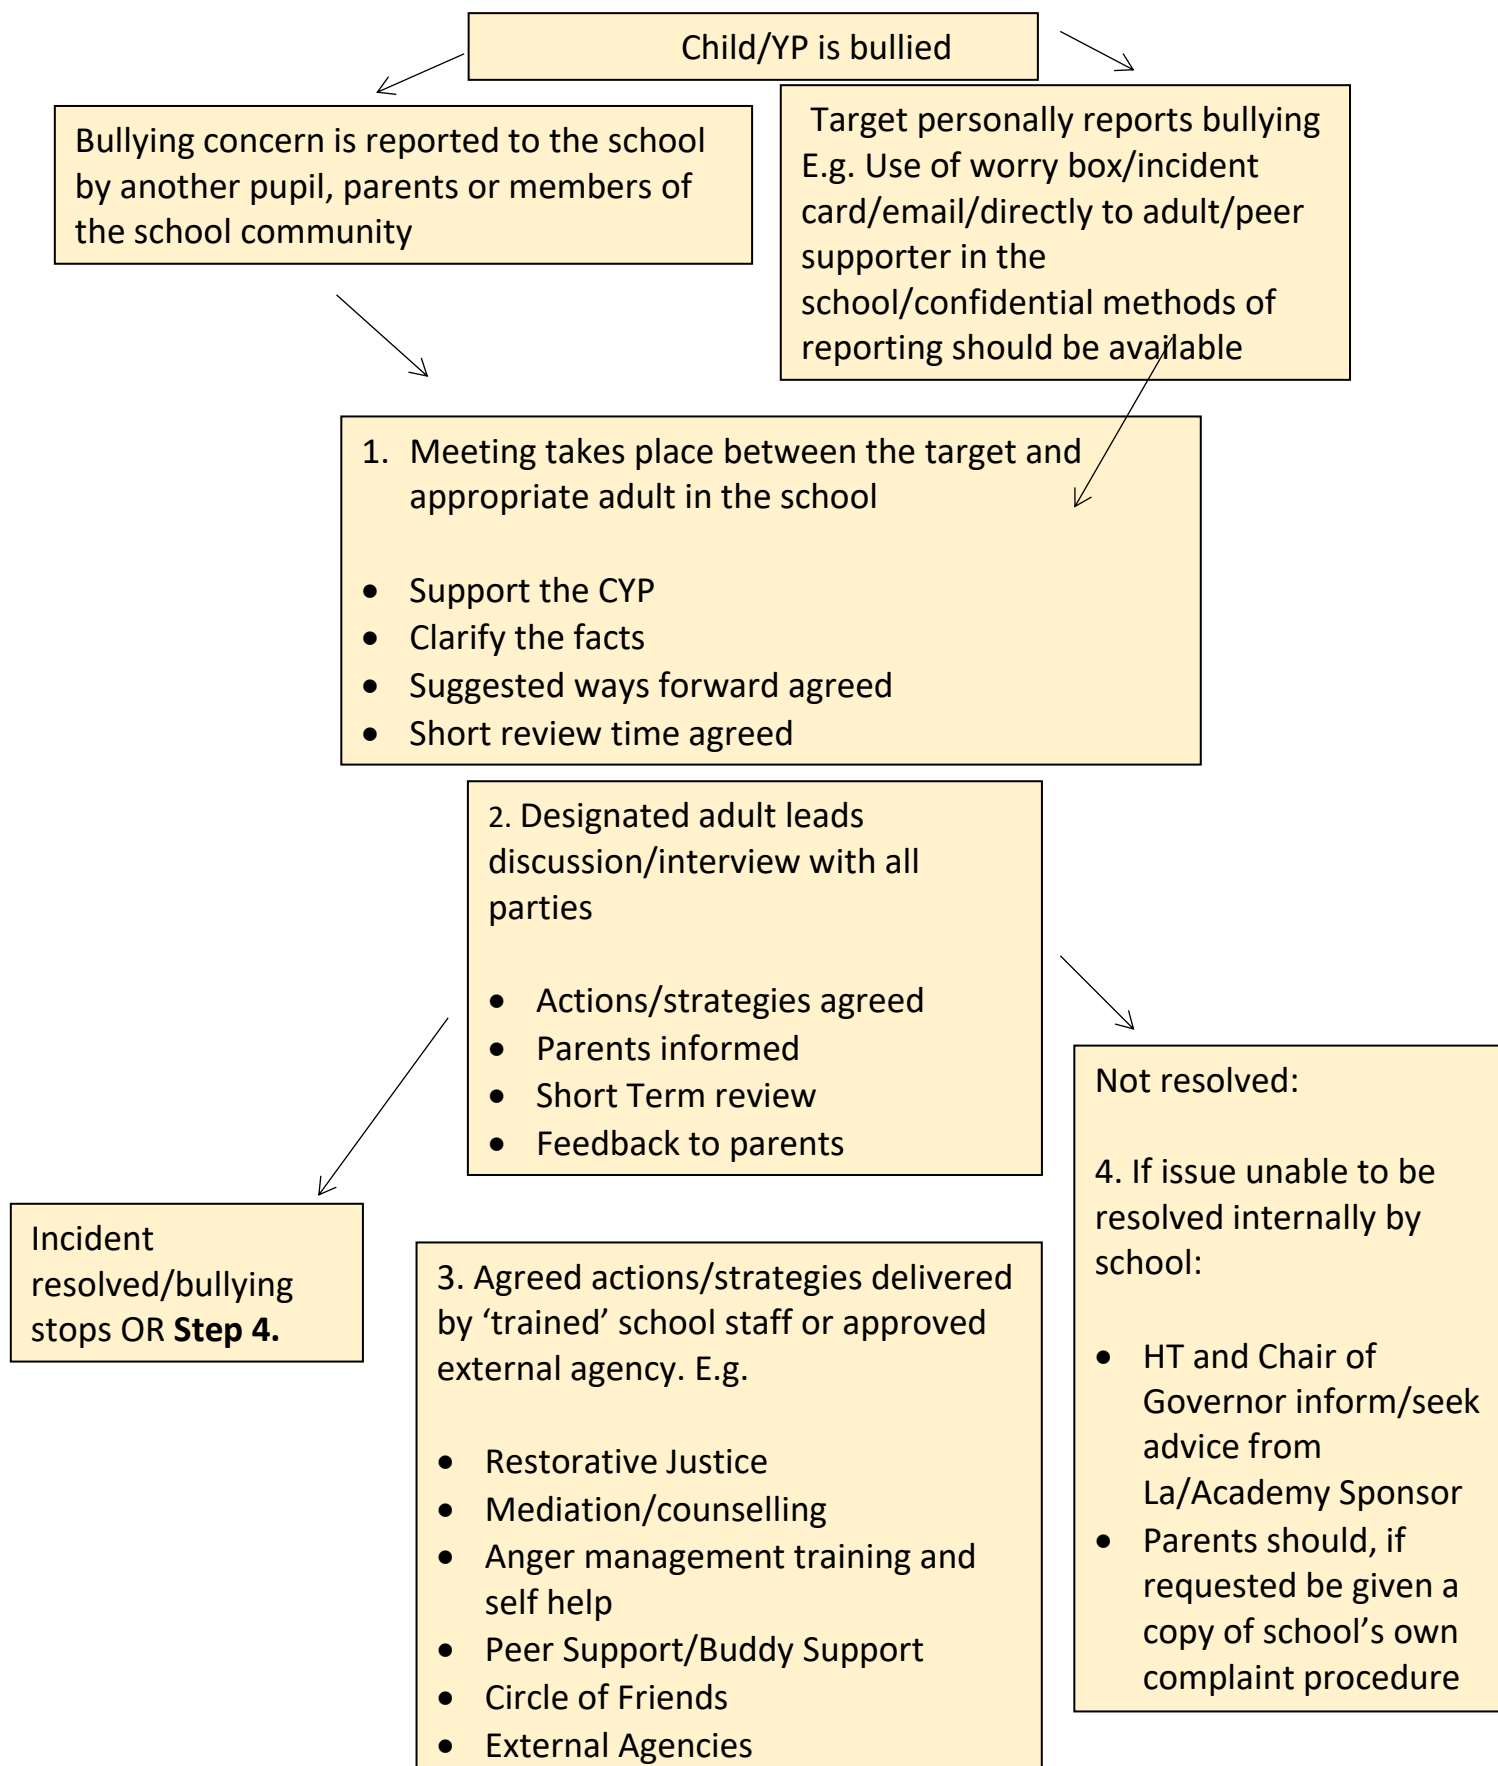 Child/YP is bullied
Bullying concern is reported to the school
by another pupil, parents or members of
the school community
Target personally reports bullying
E.g. Use of worry box/incident
card/email/directly to adult/peer
supporter in the
school/confidential methods of
reporting should be available
1. Meeting takes place between the target and
appropriate adult in the school
• Support the CYP
• Clarify the facts
• Suggested ways forward agreed
• Short review time agreed
2. Designated adult leads
discussion/interview with all
parties
• Actions/strategies agreed
• Parents informed
• Short Term review
• Feedback to parents
Incident
resolved/bullying
stops OR Step 4.
3. Agreed actions/strategies delivered
by ‘trained’ school staff or approved
external agency. E.g.
• Restorative Justice
• Mediation/counselling
• Anger management training and
self help
• Peer Support/Buddy Support
• Circle of Friends
• External Agencies
Not resolved:
4. If issue unable to be
resolved internally by
school:
• HT and Chair of
Governor inform/seek
advice from
La/Academy Sponsor
• Parents should, if
requested be given a
copy of school’s own
complaint procedure